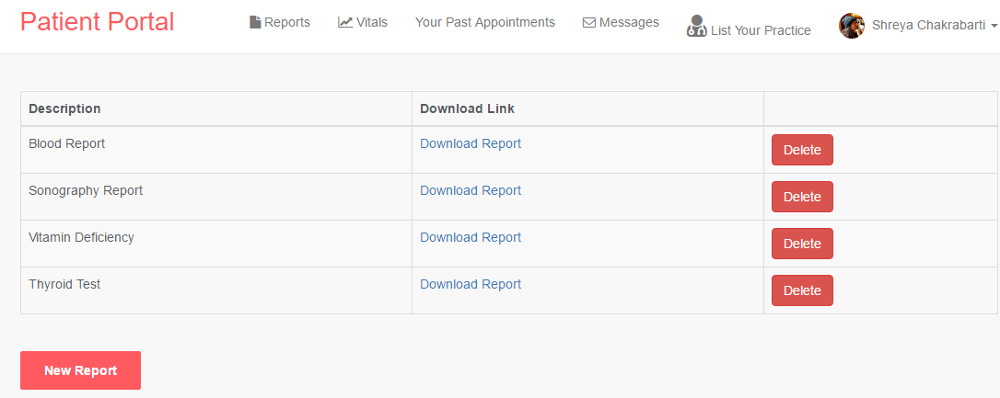 Patient Portal Reports Vitals Your Past Appointments Messages List Your Practice Shreya Chakrabarti
Description Download Link
Blood Report Download Report Delete
Sonography Report Download Report Delete
Vitamin Deficiency Download Report Delete
Thyroid Test Download Report Delete
New Report